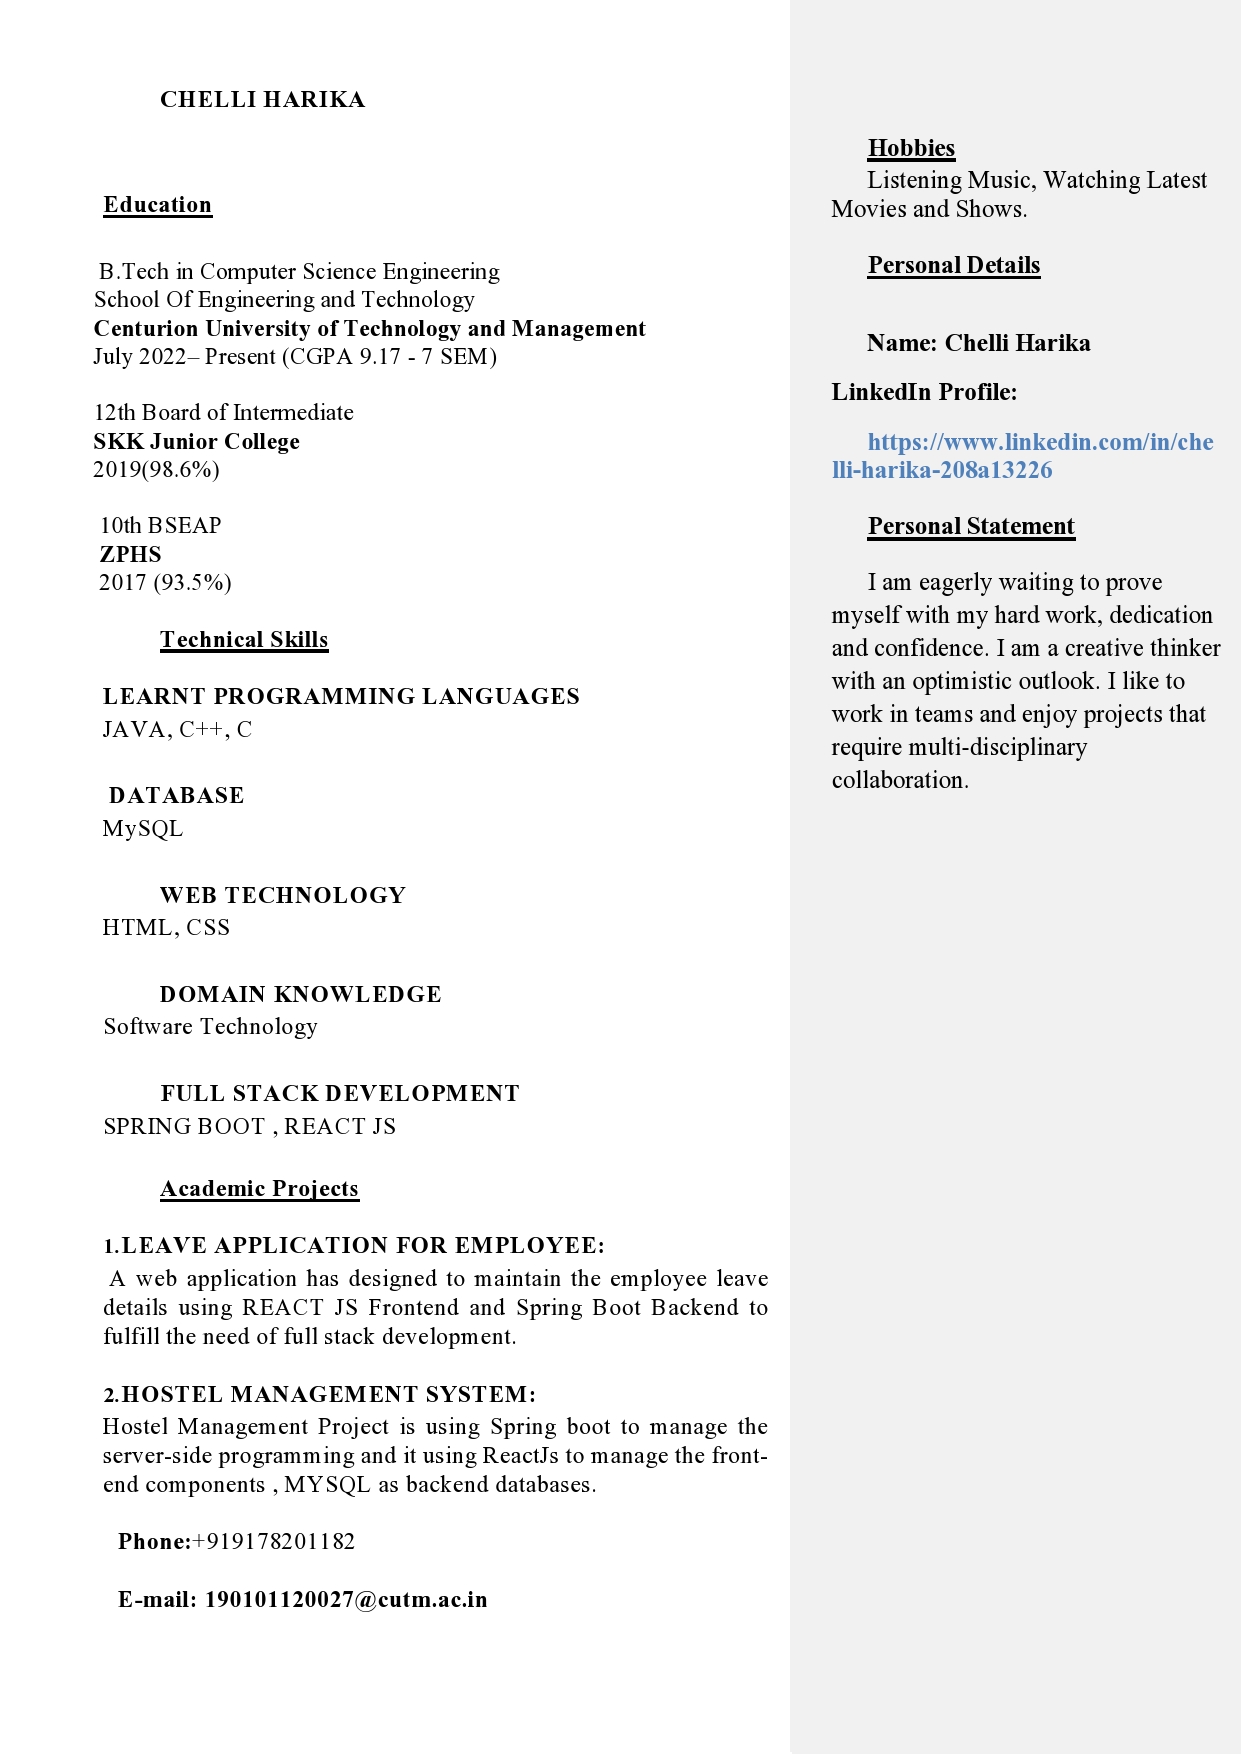 CHELLI HARIKA
Education
B.Tech in Computer Science Engineering
School Of Engineering and Technology
Centurion University of Technology and Management
July 2022– Present (CGPA 9.17 - 7 SEM)
12th Board of Intermediate
SKK Junior College
2019(98.6%)
10th BSEAP
ZPHS
2017 (93.5%)
Technical Skills
LEARNT PROGRAMMING LANGUAGES
JAVA, C++, C
DATABASE
MySQL
WEB TECHNOLOGY
HTML, CSS
DOMAIN KNOWLEDGE
Software Technology
FULL STACK DEVELOPMENT
SPRING BOOT , REACT JS
Academic Projects
1.LEAVE APPLICATION FOR EMPLOYEE:
A web application has designed to maintain the employee leave
details using REACT JS Frontend and Spring Boot Backend to
fulfill the need of full stack development.
2.HOSTEL MANAGEMENT SYSTEM:
Hostel Management Project is using Spring boot to manage the
server-side programming and it using ReactJs to manage the front-
end components , MYSQL as backend databases.
Phone:+919178201182
E-mail: 190101120027@cutm.ac.in
Hobbies
Listening Music, Watching Latest
Movies and Shows.
Personal Details
Name: Chelli Harika
LinkedIn Profile:
https://www.linkedin.com/in/che
lli-harika-208a13226
Personal Statement
I am eagerly waiting to prove
myself with my hard work, dedication
and confidence. I am a creative thinker
with an optimistic outlook. I like to
work in teams and enjoy projects that
require multi-disciplinary
collaboration.